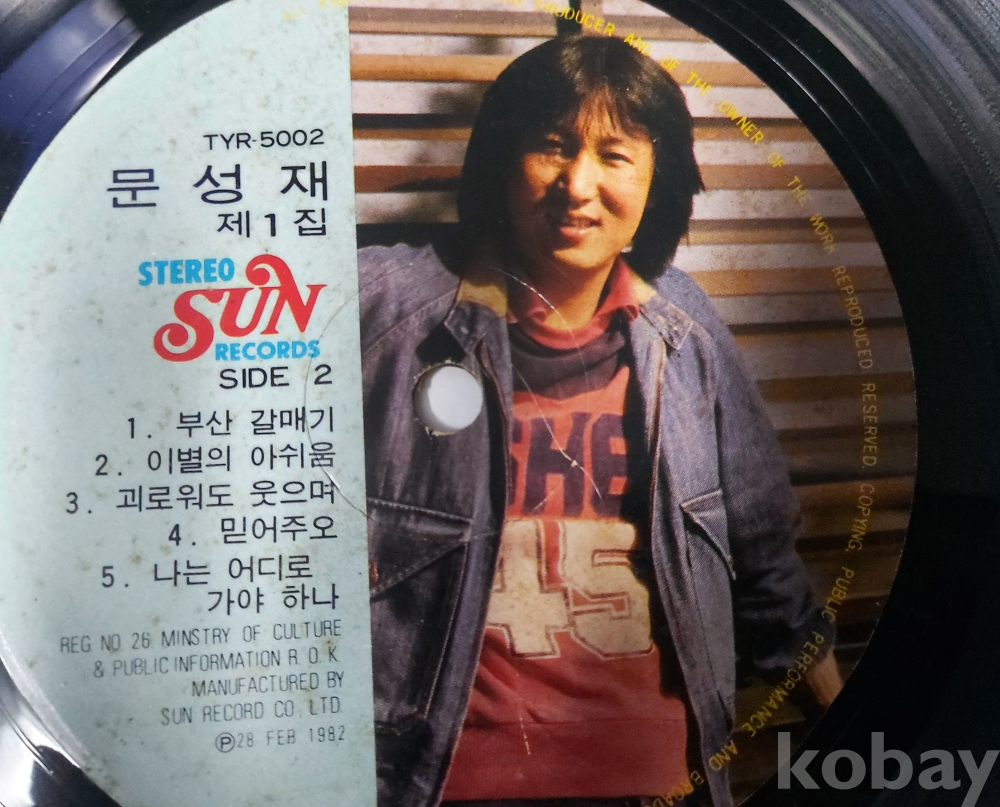 TYR-5002
문 성 재
제 1 집
STEREO
SUN
RECORDS
SIDE 2
1. 부산 갈매기
2. 이별의 아쉬움
3. 괴로워도 웃으며
4. 믿어주오
5. 나는 어디로
가야 하나
REG NO 26 MINSTRY OF CULTURE
& PUBLIC INFORMATION R. O. K.
MANUFACTURED BY
SUN RECORD CO. LTD.
Ⓟ28 FEB 1982
PRODUCER AND OF THE OWNER OF THE WORK REPRODUCED RESERVED. COPYING, PUBLIC PERFORMANCE AND
SHE
45
kobay